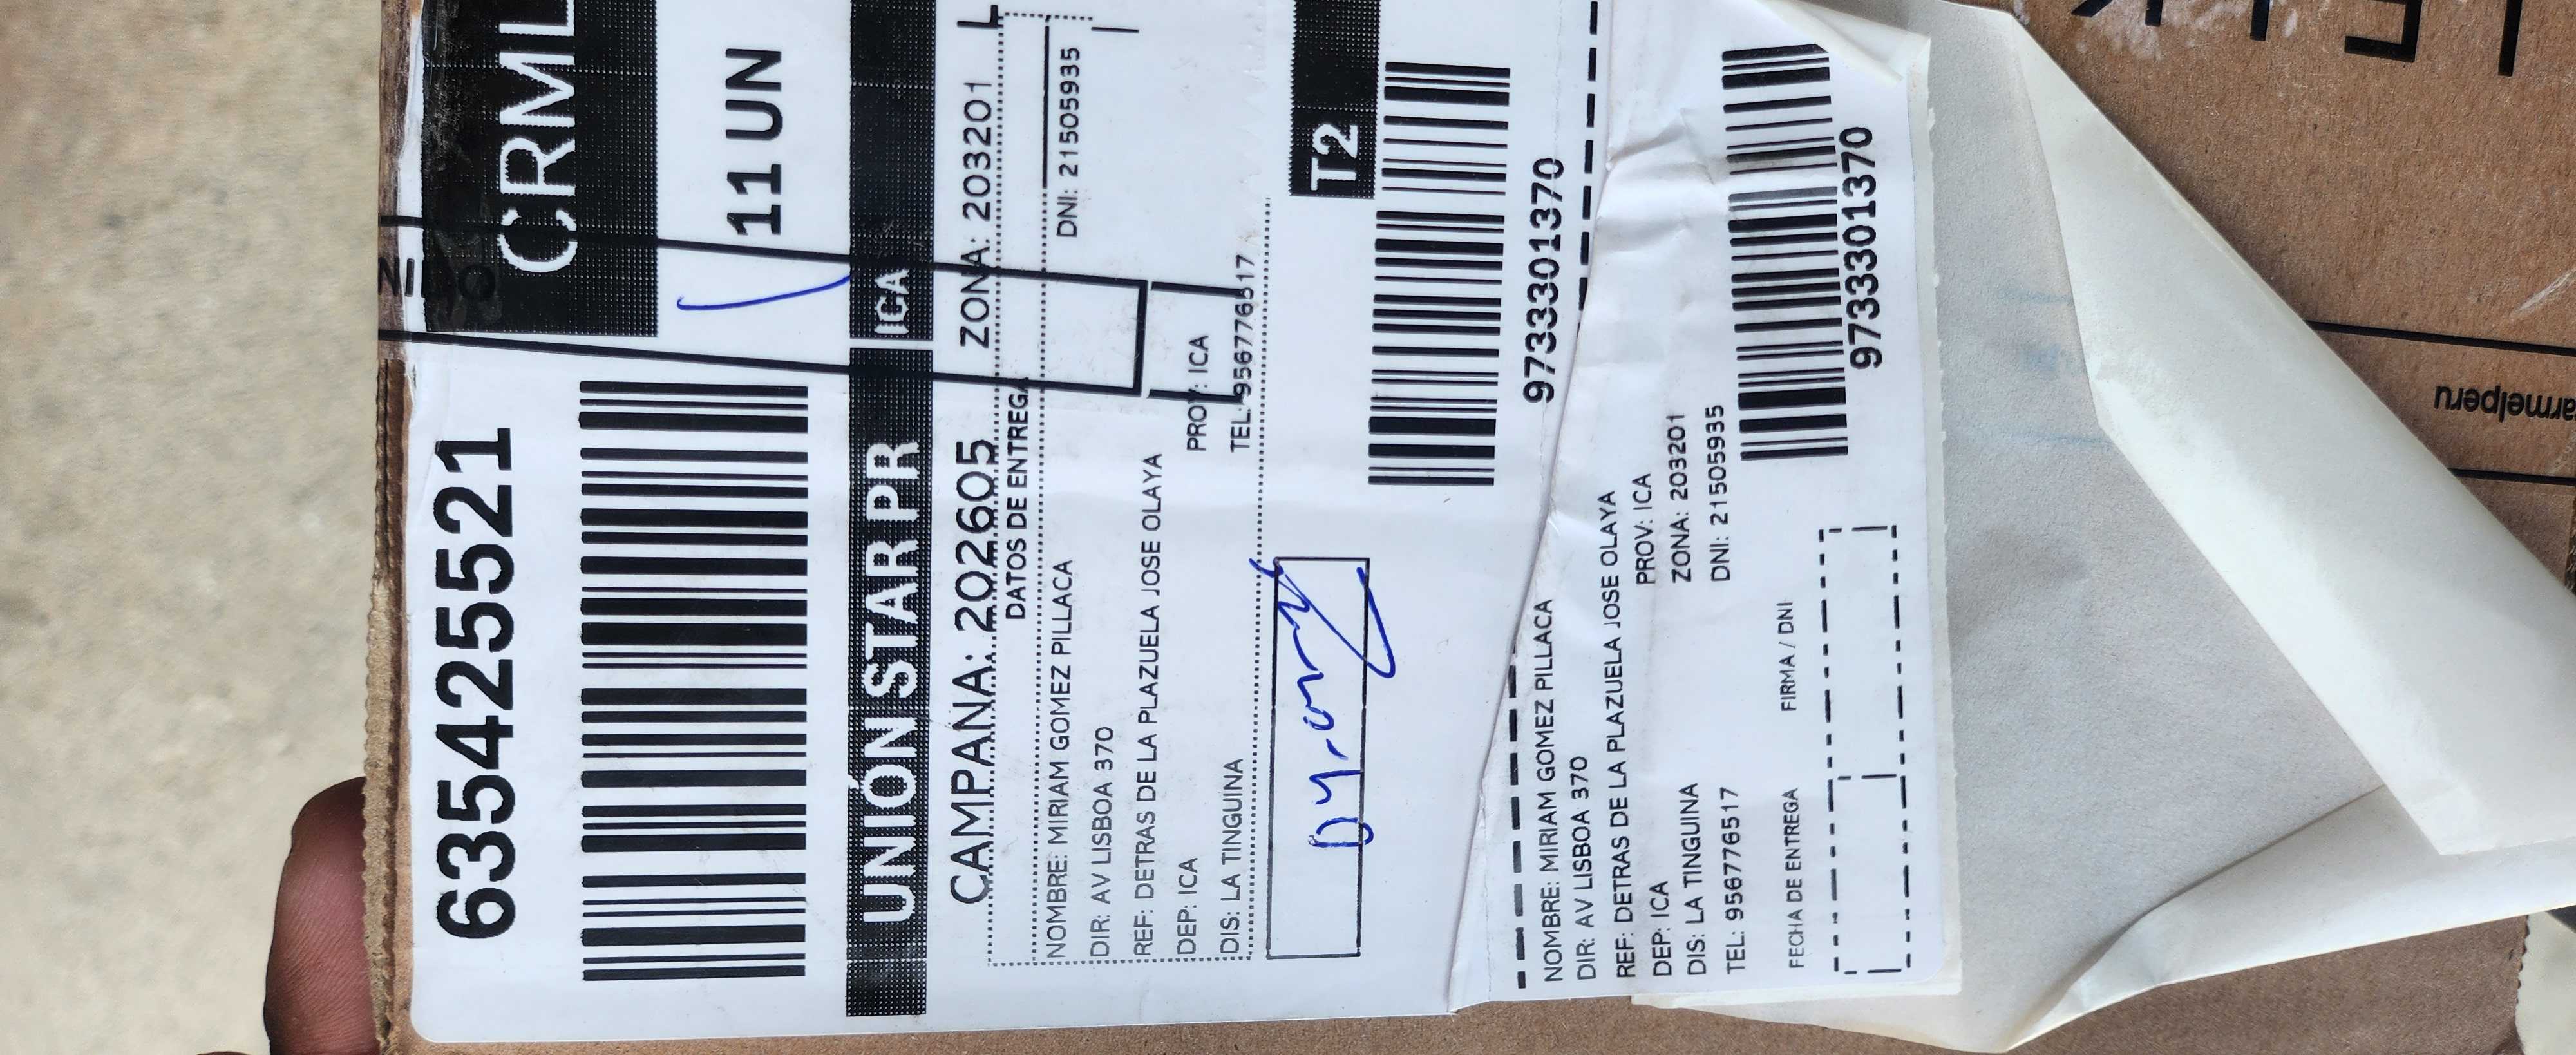 6354255521
CRML
11 UN
UNIÓN STAR PR ICA
CAMPAÑA: 202605 ZONA: 203201
DATOS DE ENTREGA
NOMBRE: MIRIAM GOMEZ PILLACA DNI: 21505935
DIR: AV LISBOA 370
REF: DETRAS DE LA PLAZUELA JOSE OLAYA
DEP: ICA PROV: ICA
DIS: LA TINGUINA TEL: 956776517
T2
9733301370
NOMBRE: MIRIAM GOMEZ PILLACA
DIR: AV LISBOA 370
REF: DETRAS DE LA PLAZUELA JOSE OLAYA
DEP: ICA PROV: ICA
DIS: LA TINGUINA ZONA: 203201
TEL: 956776517 DNI: 21505935
FECHA DE ENTREGA FIRMA / DNI
9733301370
armelperu